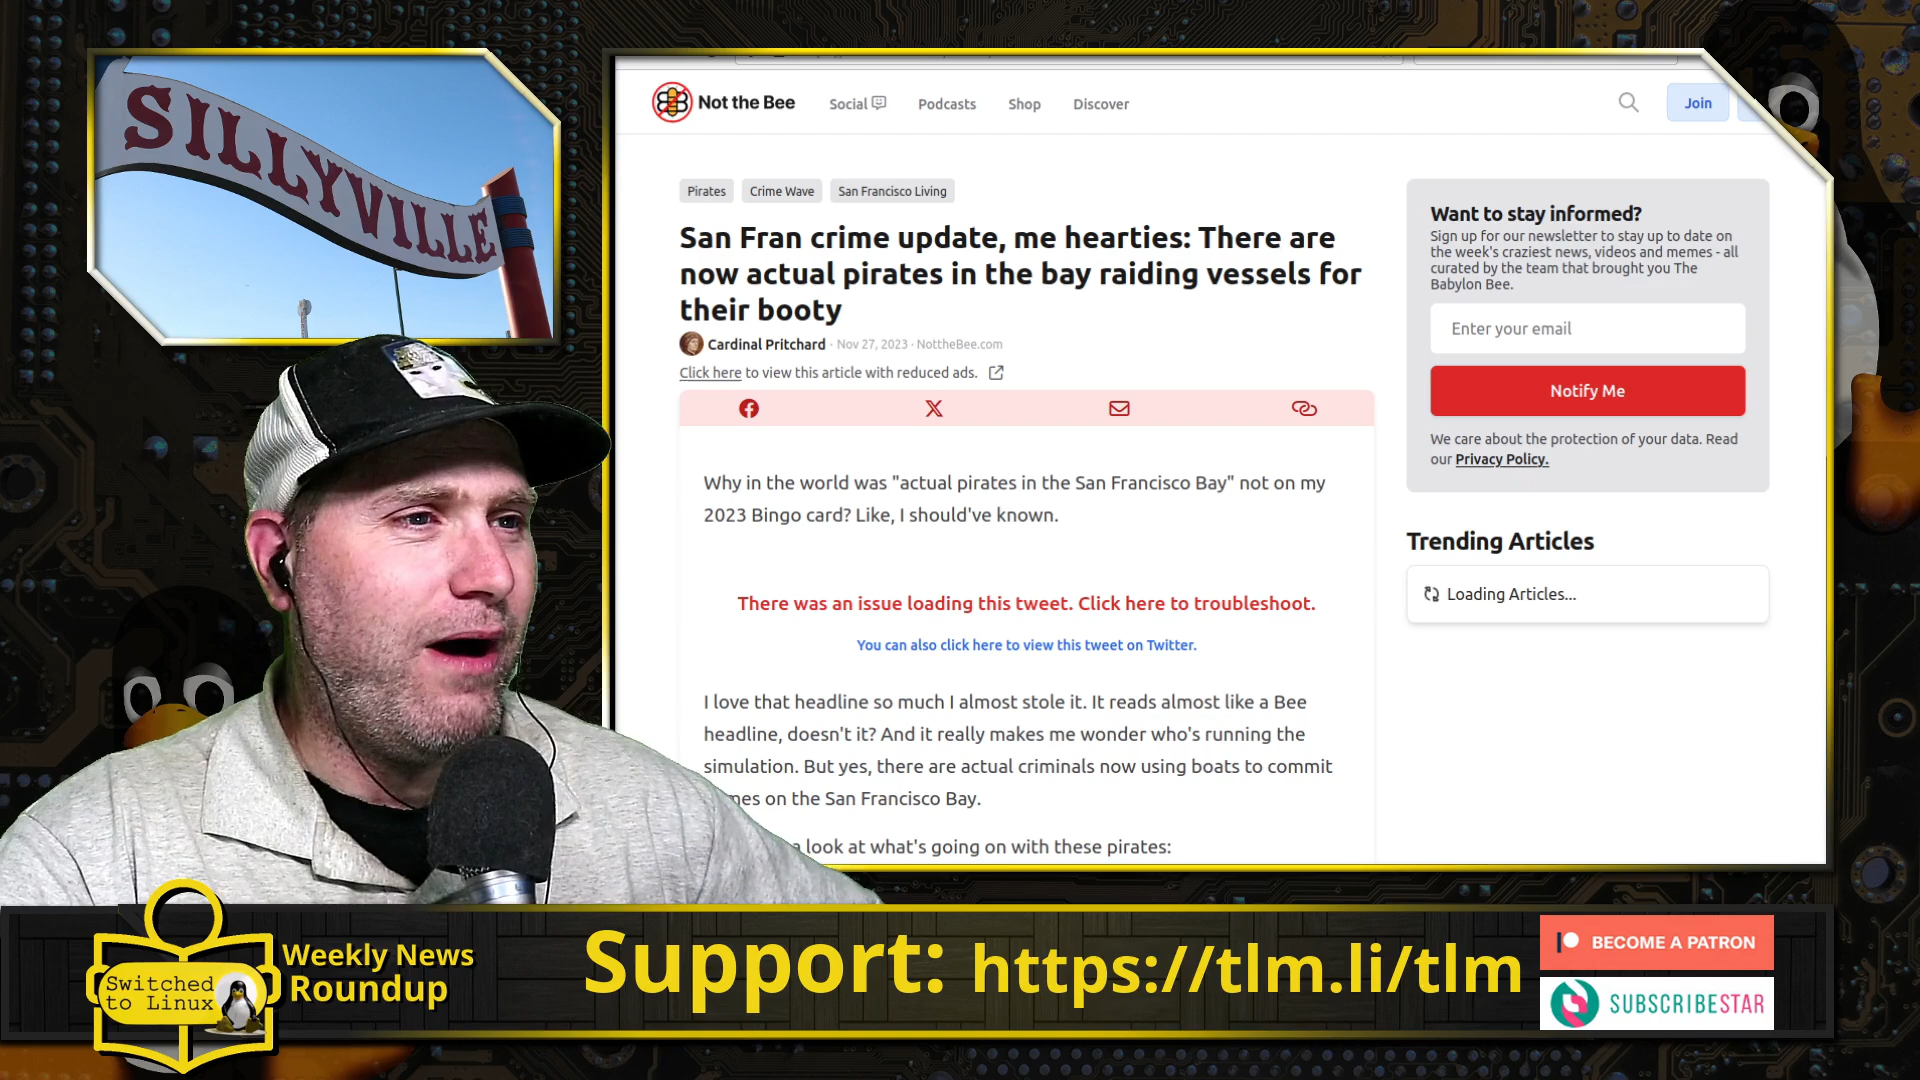 SILLYVILLE
Not the Bee
Social
Podcasts
Shop
Discover
Join
Pirates
Crime Wave
San Francisco Living
San Fran crime update, me hearties: There are
now actual pirates in the bay raiding vessels for
their booty
Cardinal Pritchard · Nov 27, 2023 · NottheBee.com
Click here to view this article with reduced ads.
Why in the world was "actual pirates in the San Francisco Bay" not on my
2023 Bingo card? Like, I should've known.
There was an issue loading this tweet. Click here to troubleshoot.
You can also click here to view this tweet on Twitter.
I love that headline so much I almost stole it. It reads almost like a Bee
headline, doesn't it? And it really makes me wonder who's running the
simulation. But yes, there are actual criminals now using boats to commit
mes on the San Francisco Bay.
look at what's going on with these pirates:
Want to stay informed?
Sign up for our newsletter to stay up to date on
the week's craziest news, videos and memes - all
curated by the team that brought you The
Babylon Bee.
Enter your email
Notify Me
We care about the protection of your data. Read
our Privacy Policy.
Trending Articles
Loading Articles...
Switched
to Linux
Weekly News
Roundup
Support: https://tlm.li/tlm
BECOME A PATRON
SUBSCRIBESTAR